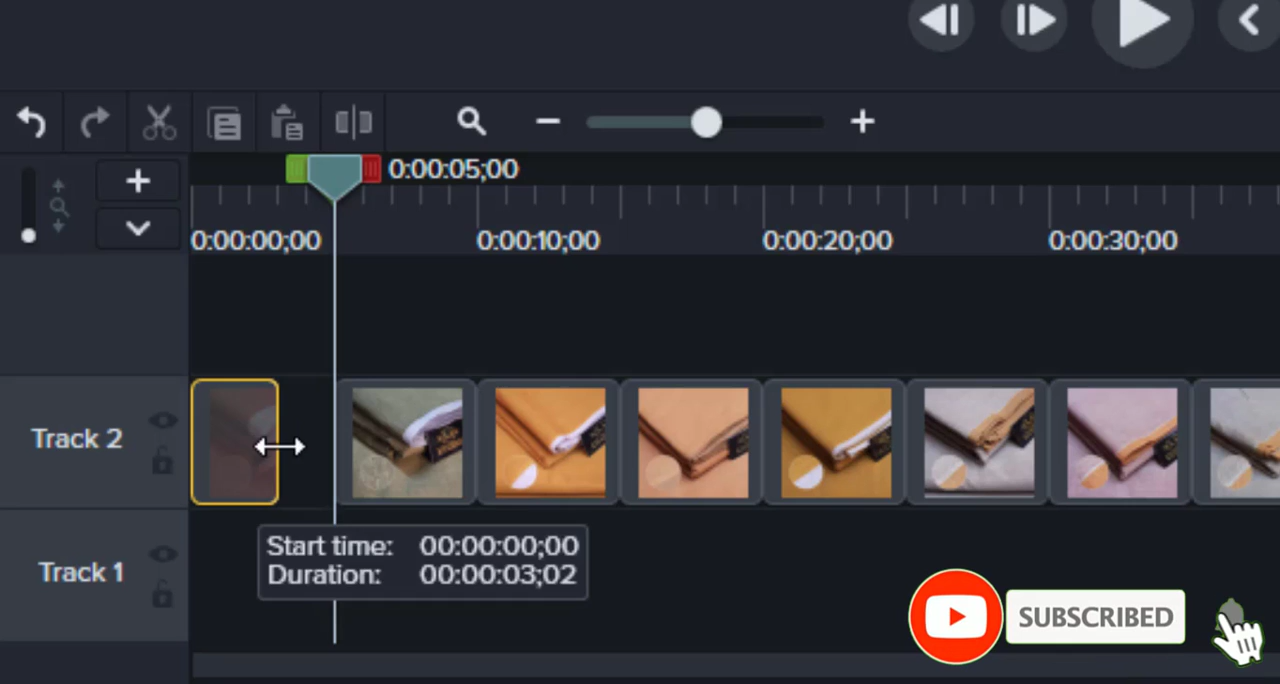 0:00:05;00
0:00:00;00
0:00:10;00
0:00:20;00
0:00:30;00
Track 2
Start time: 00:00:00;00
Duration: 00:00:03;02
Track 1
SUBSCRIBED